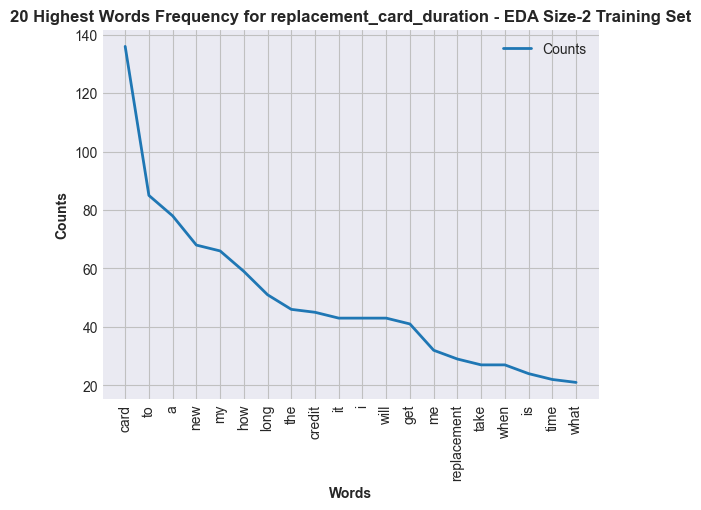 20 Highest Words Frequency for replacement_card_duration - EDA Size-2 Training Set
Counts
140
120
100
80
60
40
20
Counts
card
to
a
new
my
how
long
the
credit
it
i
will
get
me
replacement
take
when
is
time
what
Words